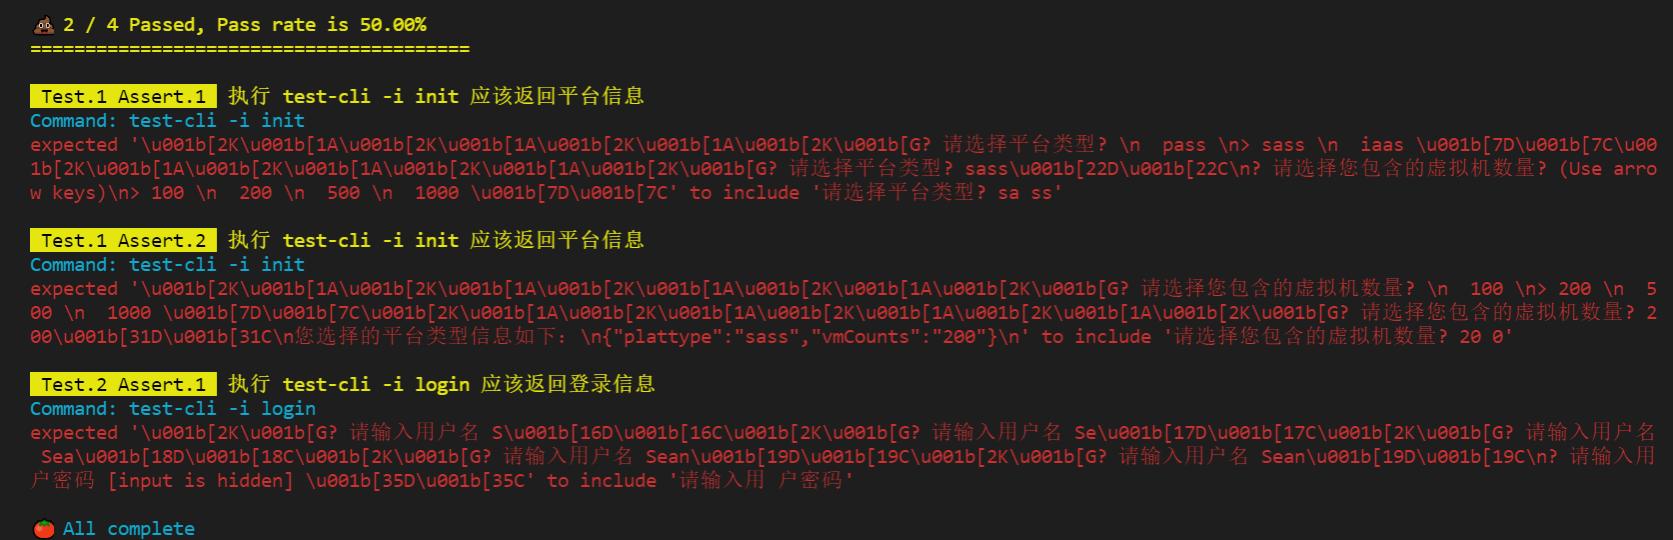 💩 2 / 4 Passed, Pass rate is 50.00%
========================================
Test.1 Assert.1 执行 test-cli -i init 应该返回平台信息
Command: test-cli -i init
expected '\u001b[2K\u001b[1A\u001b[2K\u001b[1A\u001b[2K\u001b[1A\u001b[2K\u001b[G? 请选择平台类型? \n  pass \n> sass \n  iaas \u001b[7D\u001b[7C\u00
1b[2K\u001b[1A\u001b[2K\u001b[1A\u001b[2K\u001b[1A\u001b[2K\u001b[G? 请选择平台类型? sass\u001b[22D\u001b[22C\n? 请选择您包含的虚拟机数量? (Use arro
w keys)\n> 100 \n  200 \n  500 \n  1000 \u001b[7D\u001b[7C' to include '请选择平台类型? sa ss'
Test.1 Assert.2 执行 test-cli -i init 应该返回平台信息
Command: test-cli -i init
expected '\u001b[2K\u001b[1A\u001b[2K\u001b[1A\u001b[2K\u001b[1A\u001b[2K\u001b[1A\u001b[2K\u001b[G? 请选择您包含的虚拟机数量? \n  100 \n> 200 \n  5
00 \n  1000 \u001b[7D\u001b[7C\u001b[2K\u001b[1A\u001b[2K\u001b[1A\u001b[2K\u001b[1A\u001b[2K\u001b[1A\u001b[2K\u001b[G? 请选择您包含的虚拟机数量? 2
00\u001b[31D\u001b[31C\n您选择的平台类型信息如下: \n{"plattype":"sass","vmCounts":"200"}\n' to include '请选择您包含的虚拟机数量? 20 0'
Test.2 Assert.1 执行 test-cli -i login 应该返回登录信息
Command: test-cli -i login
expected '\u001b[2K\u001b[G? 请输入用户名 S\u001b[16D\u001b[16C\u001b[2K\u001b[G? 请输入用户名 Se\u001b[17D\u001b[17C\u001b[2K\u001b[G? 请输入用户名
 Sea\u001b[18D\u001b[18C\u001b[2K\u001b[G? 请输入用户名 Sean\u001b[19D\u001b[19C\u001b[2K\u001b[G? 请输入用户名 Sean\u001b[19D\u001b[19C\n? 请输入用
户密码 [input is hidden] \u001b[35D\u001b[35C' to include '请输入用 户密码'
🍅 All complete